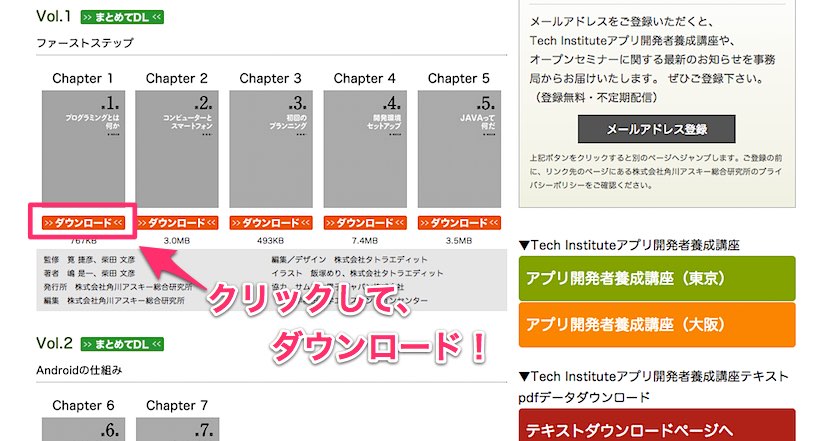 Vol.1 >> まとめてDL <<
ファーストステップ
Chapter 1
Chapter 2
Chapter 3
Chapter 4
Chapter 5
.1.
プログラミングとは
何か
.2.
コンピューターと
スマートフォン
.3.
初回の
プランニング
.4.
開発環境
セットアップ
.5.
JAVAって
何だ
>> ダウンロード <<
>> ダウンロード <<
>> ダウンロード <<
>> ダウンロード <<
>> ダウンロード <<
767KB
3.0MB
493KB
7.4MB
3.5MB
監修 寛 捷彦、柴田 文彦
著者 嶋 是一、柴田 文彦
発行所 株式会社角川アスキー総合研究所
編集 株式会社角川アスキー総合研究所
編集／デザイン 株式会社タトラエディット
イラスト 飯塚めり、株式会社タトラエディット
クリックして、
ダウンロード！
Vol.2 >> まとめてDL <<
Androidの仕組み
Chapter 6
Chapter 7
.6.
.7.
メールアドレスをご登録いただくと、
Tech Instituteアプリ開発者養成講座や、
オープンセミナーに関する最新のお知らせを事務
局からお届けいたします。 ぜひご登録下さい。
（登録無料・不定期配信）
メールアドレス登録
上記ボタンをクリックすると別のページへジャンプします。ご登録の前
に、リンク先のページにある株式会社角川アスキー総合研究所のプライ
バシーポリシーをご確認ください。
▼Tech Instituteアプリ開発者養成講座
アプリ開発者養成講座（東京）
アプリ開発者養成講座（大阪）
▼Tech Instituteアプリ開発者養成講座テキスト
pdfデータダウンロード
テキストダウンロードページへ